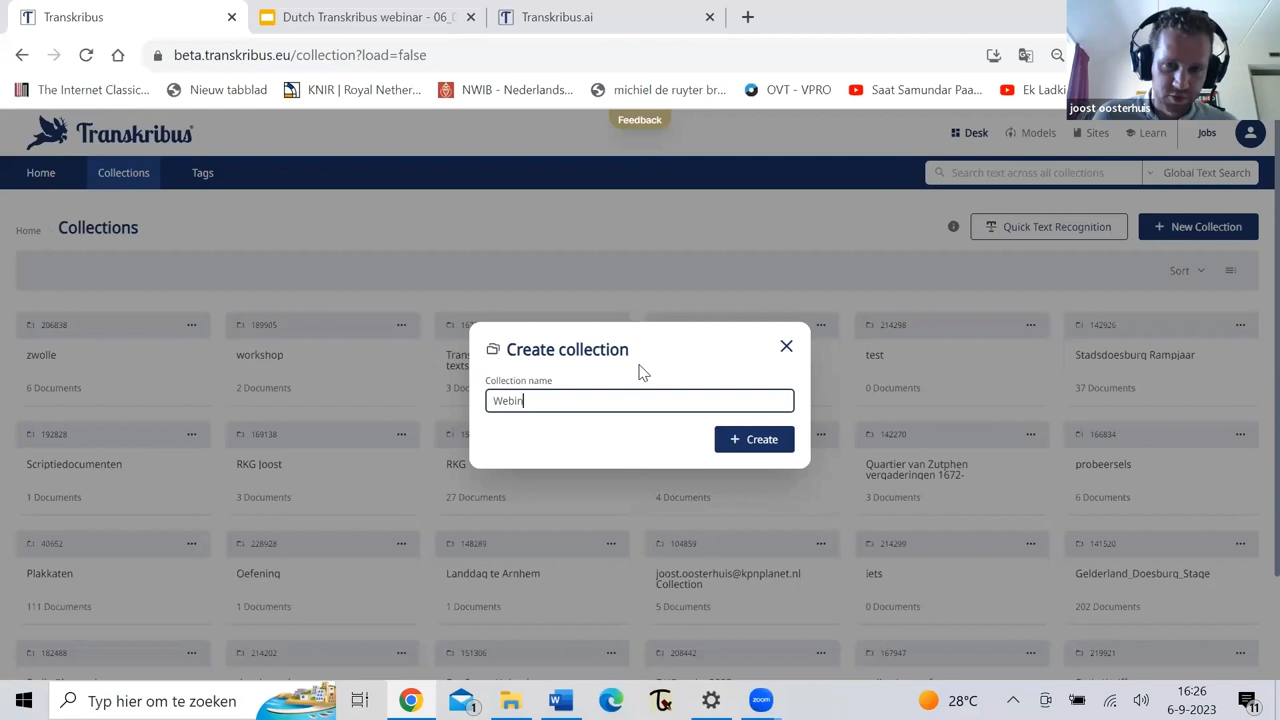 Transkribus
Dutch Transkribus webinar - 06_
Transkribus.ai
beta.transkribus.eu/collection?load=false
The Internet Classic...
Nieuw tabblad
KNIR | Royal Nether...
NWIB - Nederlands...
michiel de ruyter br...
OVT - VPRO
Saat Samundar Paa...
Ek Ladki
joost oosterhuis
Transkribus
Feedback
Desk
Models
Sites
Learn
Jobs
Home
Collections
Tags
Search text across all collections
Global Text Search
Home
Collections
Quick Text Recognition
+ New Collection
Sort
206838
189905
214298
142926
zwolle
workshop
test
Stadsdoesburg Rampjaar
6 Documents
2 Documents
0 Documents
37 Documents
Create collection
Collection name
Webin
+ Create
192828
169138
142270
166834
Scriptiedocumenten
RKG Joost
RKG
Quartier van Zutphen
vergaderingen 1672-
probeersels
1 Documents
3 Documents
27 Documents
4 Documents
3 Documents
6 Documents
40652
228928
148289
104859
214299
141520
Plakkaten
Oefening
Landdag te Arnhem
joost.oosterhuis@kpnplanet.nl
Collection
iets
Gelderland_Doesburg_Stage
111 Documents
1 Documents
1 Documents
5 Documents
0 Documents
202 Documents
182488
214202
151306
208442
167947
219921
Typ hier om te zoeken
1
W
zoom
28°C
16:26
6-9-2023
11